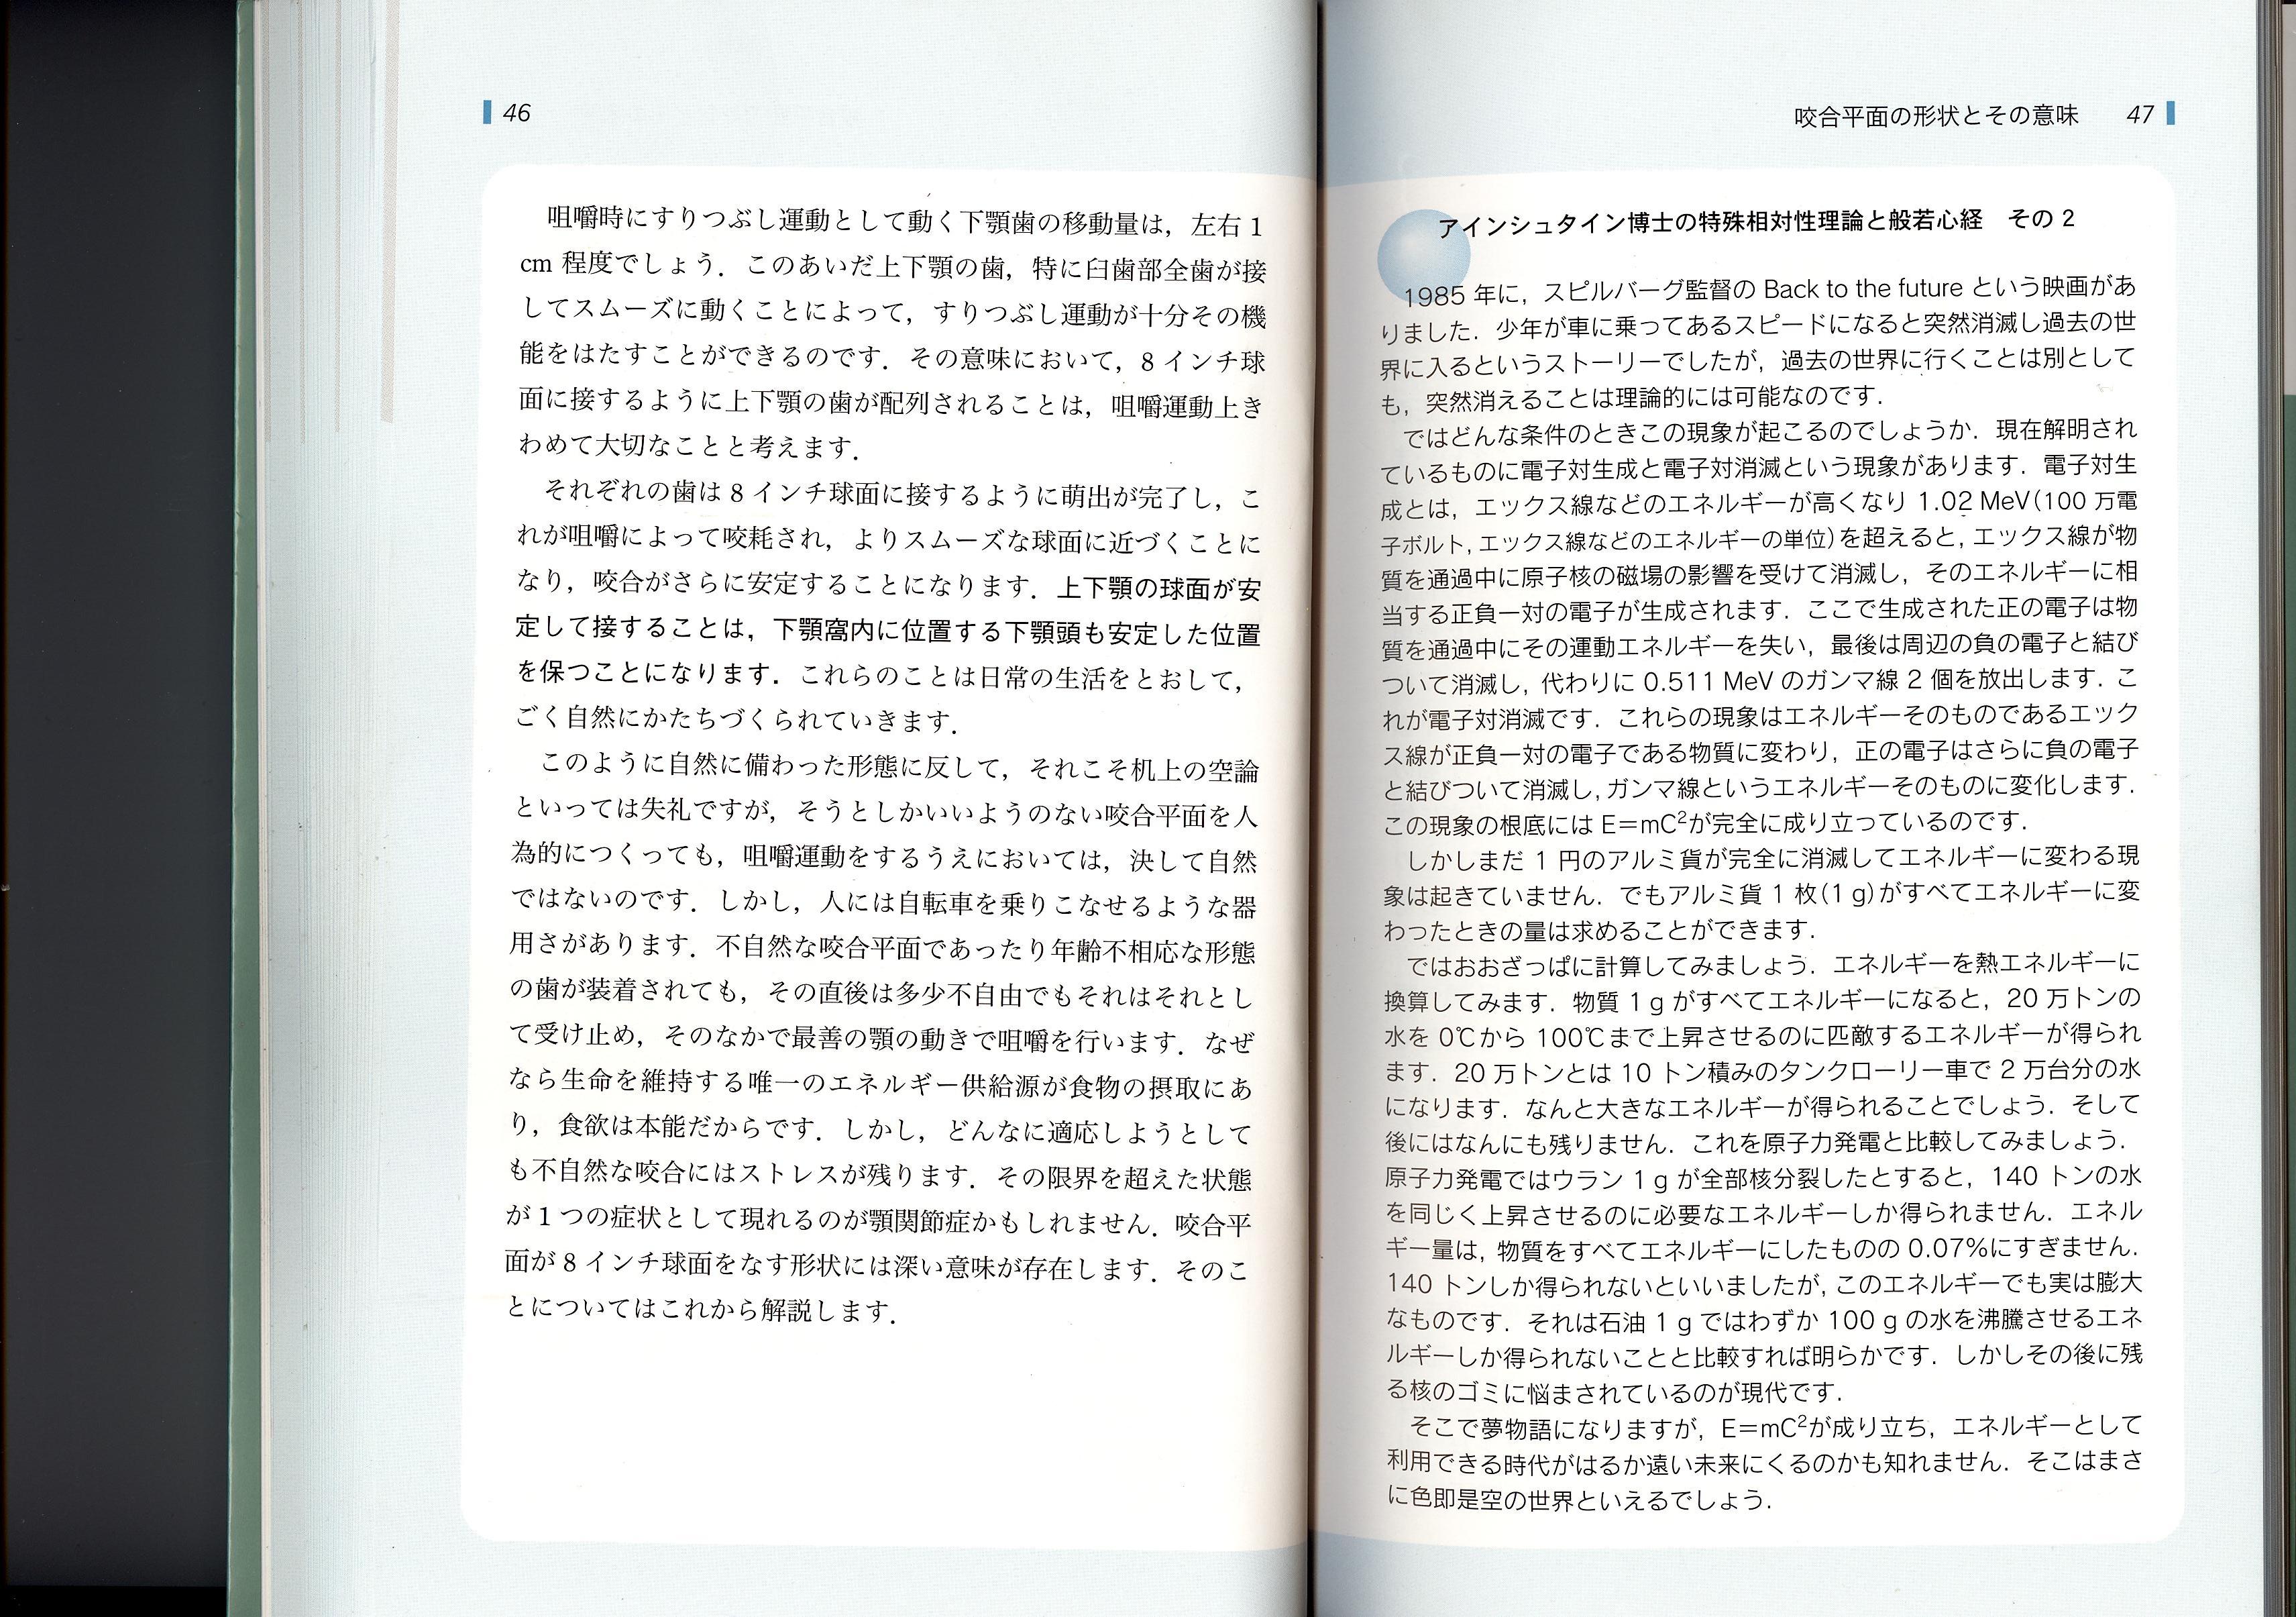 46
咀嚼時にすりつぶし運動として動く下顎歯の移動量は，左右 1
cm 程度でしょう．このあいだ上下顎の歯，特に臼歯部全歯が接
してスムーズに動くことによって，すりつぶし運動が十分その機
能をはたすことができるのです．その意味において，8 インチ球
面に接するように上下顎の歯が配列されることは，咀嚼運動上き
わめて大切なことと考えます．
それぞれの歯は 8 インチ球面に接するように萌出が完了し，こ
れが咀嚼によって咬耗され，よりスムーズな球面に近づくことに
なり，咬合がさらに安定することになります．上下顎の球面が安
定して接することは，下顎窩内に位置する下顎頭も安定した位置
を保つことになります．これらのことは日常の生活をとおして，
ごく自然にかたちづくられていきます．
このように自然に備わった形態に反して，それこそ机上の空論
といっては失礼ですが，そうとしかいいようのない咬合平面を人
為的につくっても，咀嚼運動をするうえにおいては，決して自然
ではないのです．しかし，人には自転車を乗りこなせるような器
用さがあります．不自然な咬合平面であったり年齢不相応な形態
の歯が装着されても，その直後は多少不自由でもそれはそれとし
て受け止め，そのなかで最善の顎の動きで咀嚼を行います．なぜ
なら生命を維持する唯一のエネルギー供給源が食物の摂取にあ
り，食欲は本能だからです．しかし，どんなに適応しようとして
も不自然な咬合にはストレスが残ります．その限界を超えた状態
が 1 つの症状として現れるのが顎関節症かもしれません．咬合平
面が 8 インチ球面をなす形状には深い意味が存在します．そのこ
とについてはこれから解説します．
咬合平面の形状とその意味 47
アインシュタイン博士の特殊相対性理論と般若心経 その 2
1985 年に，スピルバーグ監督の Back to the future という映画があ
りました．少年が車に乗ってあるスピードになると突然消滅し過去の世
界に入るというストーリーでしたが，過去の世界に行くことは別として
も，突然消えることは理論的には可能なのです．
ではどんな条件のときこの現象が起こるのでしょうか．現在解明され
ているものに電子対生成と電子対消滅という現象があります．電子対生
成とは，エックス線などのエネルギーが高くなり 1.02 MeV(100 万電
子ボルト，エックス線などのエネルギーの単位)を超えると，エックス線が物
質を通過中に原子核の磁場の影響を受けて消滅し，そのエネルギーに相
当する正負一対の電子が生成されます．ここで生成された正の電子は物
質を通過中にその運動エネルギーを失い，最後は周辺の負の電子と結び
ついて消滅し，代わりに 0.511 MeV のガンマ線 2 個を放出します．こ
れが電子対消滅です．これらの現象はエネルギーそのものであるエック
ス線が正負一対の電子である物質に変わり，正の電子はさらに負の電子
と結びついて消滅し，ガンマ線というエネルギーそのものに変化します．
この現象の根底には E=mC²が完全に成り立っているのです．
しかしまだ 1 円のアルミ貨が完全に消滅してエネルギーに変わる現
象は起きていません．でもアルミ貨 1 枚(1 g)がすべてエネルギーに変
わったときの量は求めることができます．
ではおおざっぱに計算してみましょう．エネルギーを熱エネルギーに
換算してみます．物質 1 g がすべてエネルギーになると，20 万トンの
水を 0℃から 100℃まで上昇させるのに匹敵するエネルギーが得られ
ます．20 万トンとは 10 トン積みのタンクローリー車で 2 万台分の水
になります．なんと大きなエネルギーが得られることでしょう．そして
後にはなんにも残りません．これを原子力発電と比較してみましょう．
原子力発電ではウラン 1 g が全部核分裂したとすると，140 トンの水
を同じく上昇させるのに必要なエネルギーしか得られません．エネル
ギー量は，物質をすべてエネルギーにしたものの 0.07%にすぎません．
140 トンしか得られないといいましたが，このエネルギーでも実は膨大
なものです．それは石油 1 g ではわずか 100 g の水を沸騰させるエネ
ルギーしか得られないことと比較すれば明らかです．しかしその後に残
る核のゴミに悩まされているのが現代です．
そこで夢物語になりますが，E=mC²が成り立ち，エネルギーとして
利用できる時代がはるか遠い未来にくるのかも知れません．そこはまさ
に色即是空の世界といえるでしょう．